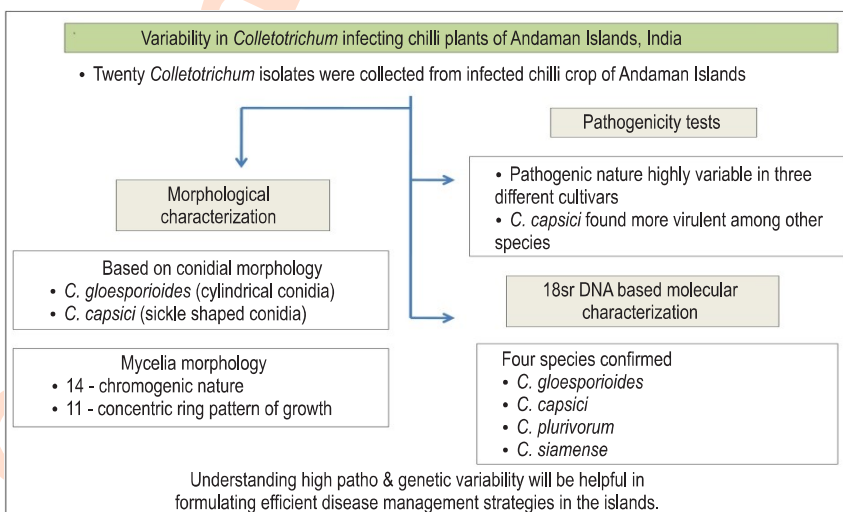 Variability in Colletotrichum infecting chilli plants of Andaman Islands, India
• Twenty Colletotrichum isolates were collected from infected chilli crop of Andaman Islands
Morphological
characterization
Based on conidial morphology
• C. gloesporioides (cylindrical conidia)
• C. capsici (sickle shaped conidia)
Mycelia morphology
• 14 - chromogenic nature
• 11 - concentric ring pattern of growth
Pathogenicity tests
• Pathogenic nature highly variable in three
different cultivars
• C. capsici found more virulent among other
species
18sr DNA based molecular
characterization
Four species confirmed
• C. gloesporioides
• C. capsici
• C. plurivorum
• C. siamense
Understanding high patho & genetic variability will be helpful in
formulating efficient disease management strategies in the islands.